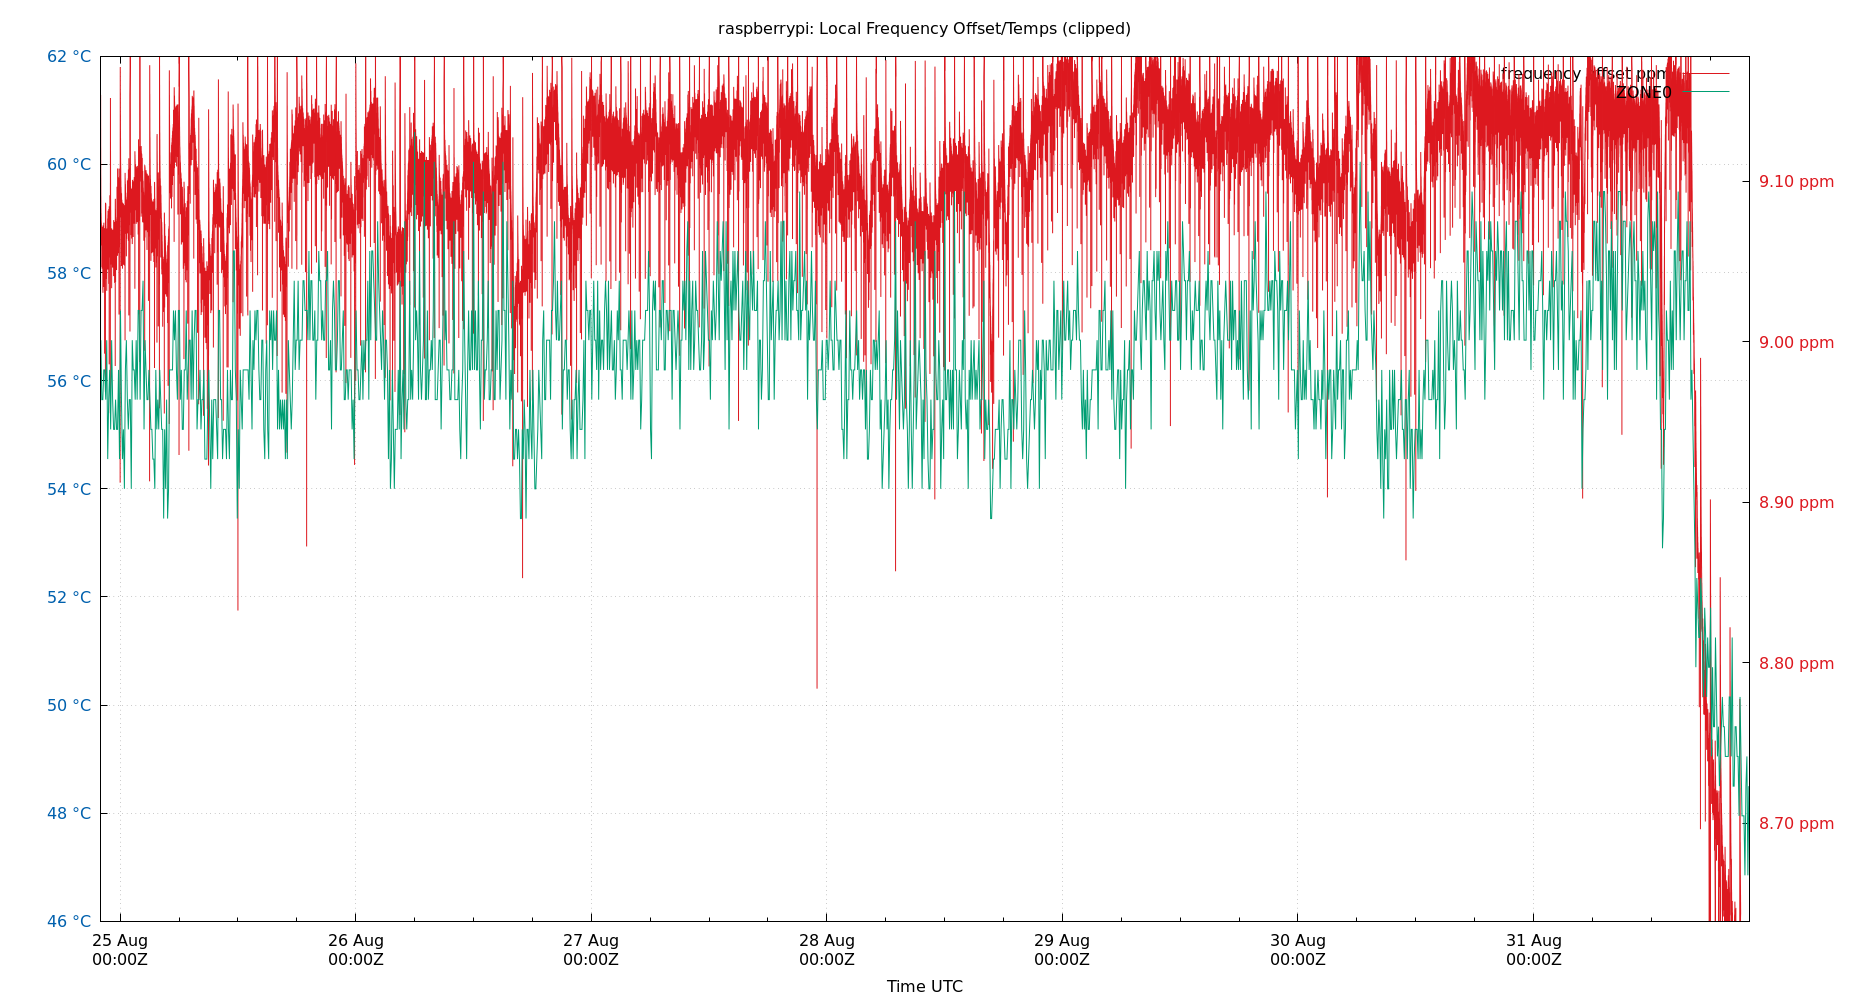 raspberrypi: Local Frequency Offset/Temps (clipped)
62 °C
60 °C
58 °C
56 °C
54 °C
52 °C
50 °C
48 °C
46 °C
frequency offset ppm
ZONE0
9.10 ppm
9.00 ppm
8.90 ppm
8.80 ppm
8.70 ppm
25 Aug
00:00Z
26 Aug
00:00Z
27 Aug
00:00Z
28 Aug
00:00Z
29 Aug
00:00Z
30 Aug
00:00Z
31 Aug
00:00Z
Time UTC